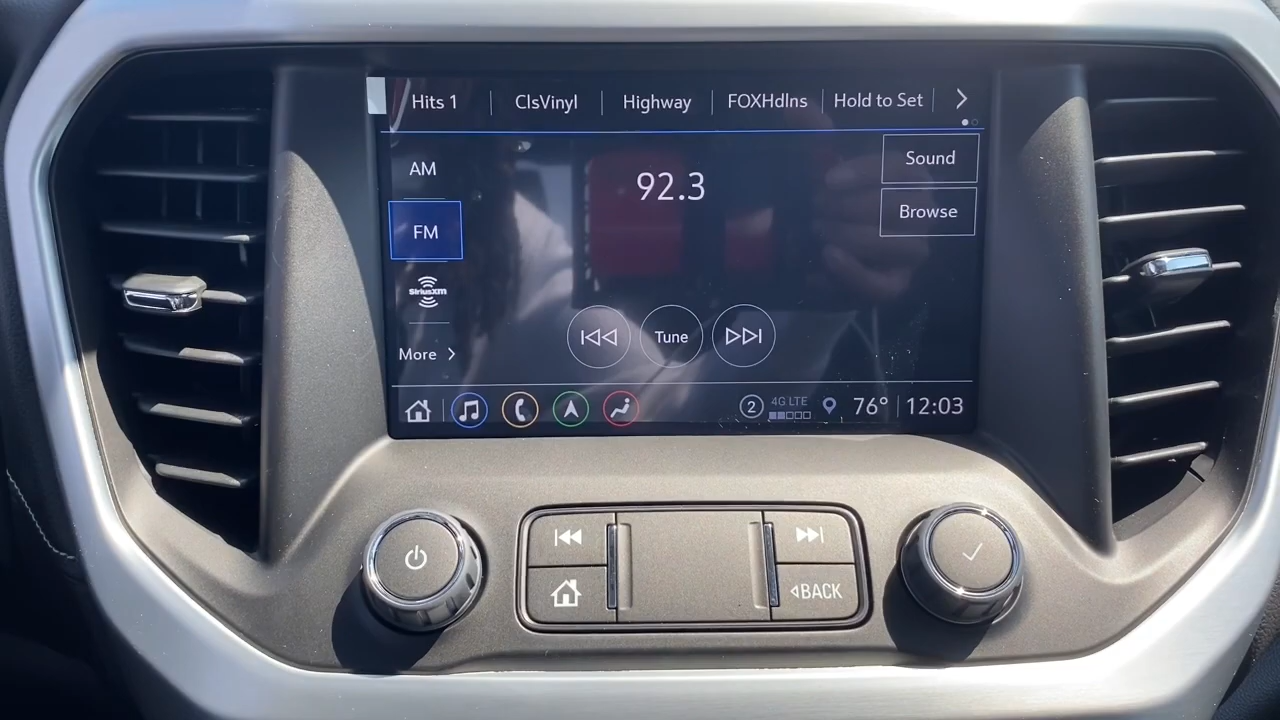 Hits 1
ClsVinyl
Highway
FOXHdlns
Hold to Set
AM
92.3
Sound
Browse
FM
SiriusXM
Tune
More
2
4G LTE
76°
12:03
BACK